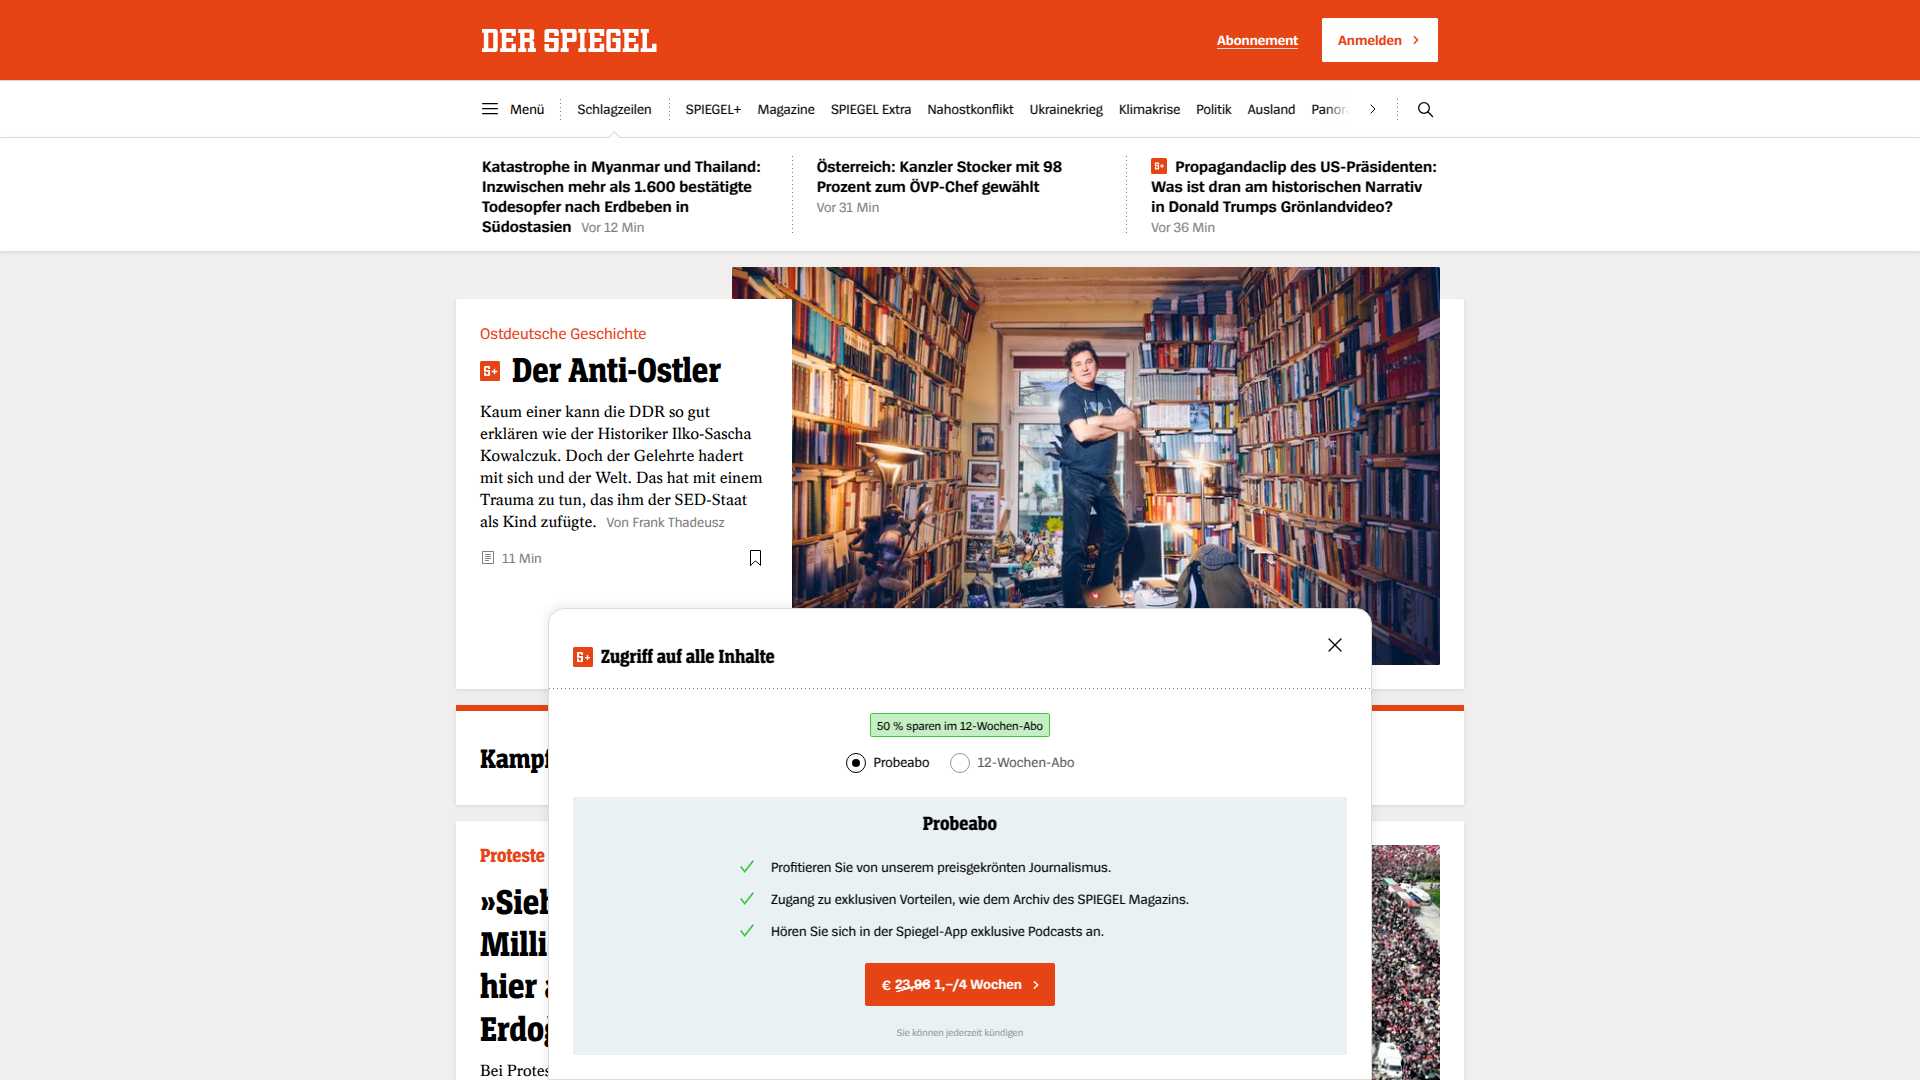 DER SPIEGEL
Abonnement
Anmelden
Menü
Schlagzeilen
SPIEGEL+
Magazine
SPIEGEL Extra
Nahostkonflikt
Ukrainekrieg
Klimakrise
Politik
Ausland
Katastrophe in Myanmar und Thailand:
Inzwischen mehr als 1.600 bestätigte
Todesopfer nach Erdbeben in
Südostasien Vor 12 Min
Österreich: Kanzler Stocker mit 98
Prozent zum ÖVP-Chef gewählt
Vor 31 Min
S+ Propagandaclip des US-Präsidenten:
Was ist dran am historischen Narrativ
in Donald Trumps Grönlandvideo?
Vor 36 Min
Ostdeutsche Geschichte
S+ Der Anti-Ostler
Kaum einer kann die DDR so gut
erklären wie der Historiker Ilko-Sascha
Kowalczuk. Doch der Gelehrte hadert
mit sich und der Welt. Das hat mit einem
Trauma zu tun, das ihm der SED-Staat
als Kind zufügte. Von Frank Thadeusz
11 Min
S+ Zugriff auf alle Inhalte
50 % sparen im 12-Wochen-Abo
Probeabo
12-Wochen-Abo
Probeabo
Profitieren Sie von unserem preisgekrönten Journalismus.
Zugang zu exklusiven Vorteilen, wie dem Archiv des SPIEGEL Magazins.
Hören Sie sich in der Spiegel-App exklusive Podcasts an.
€ 23,96 1,–/4 Wochen
Sie können jederzeit kündigen
Proteste
hier
Bei